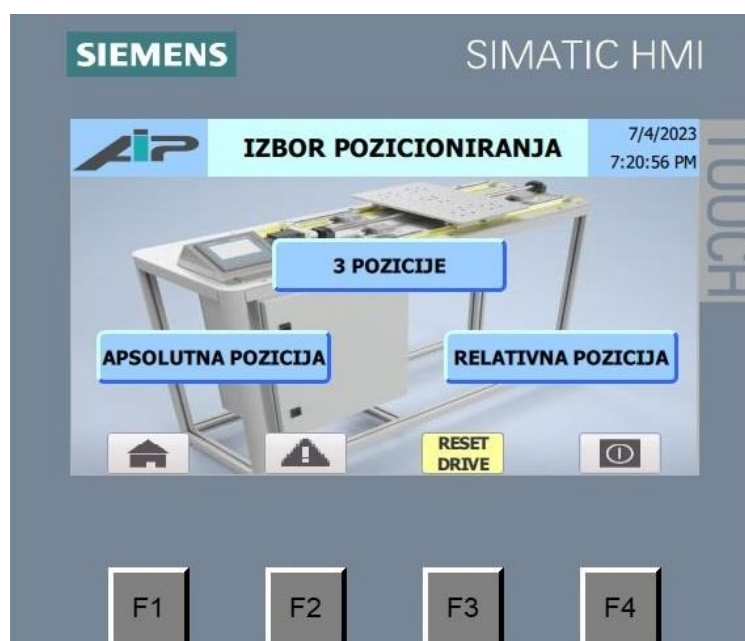 SIEMENS
SIMATIC HMI
AIP
IZBOR POZICIONIRANJA
7/4/2023
7:20:56 PM
TOUCH
3 POZICIJE
APSOLUTNA POZICIJA
RELATIVNA POZICIJA
RESET
DRIVE
F1
F2
F3
F4